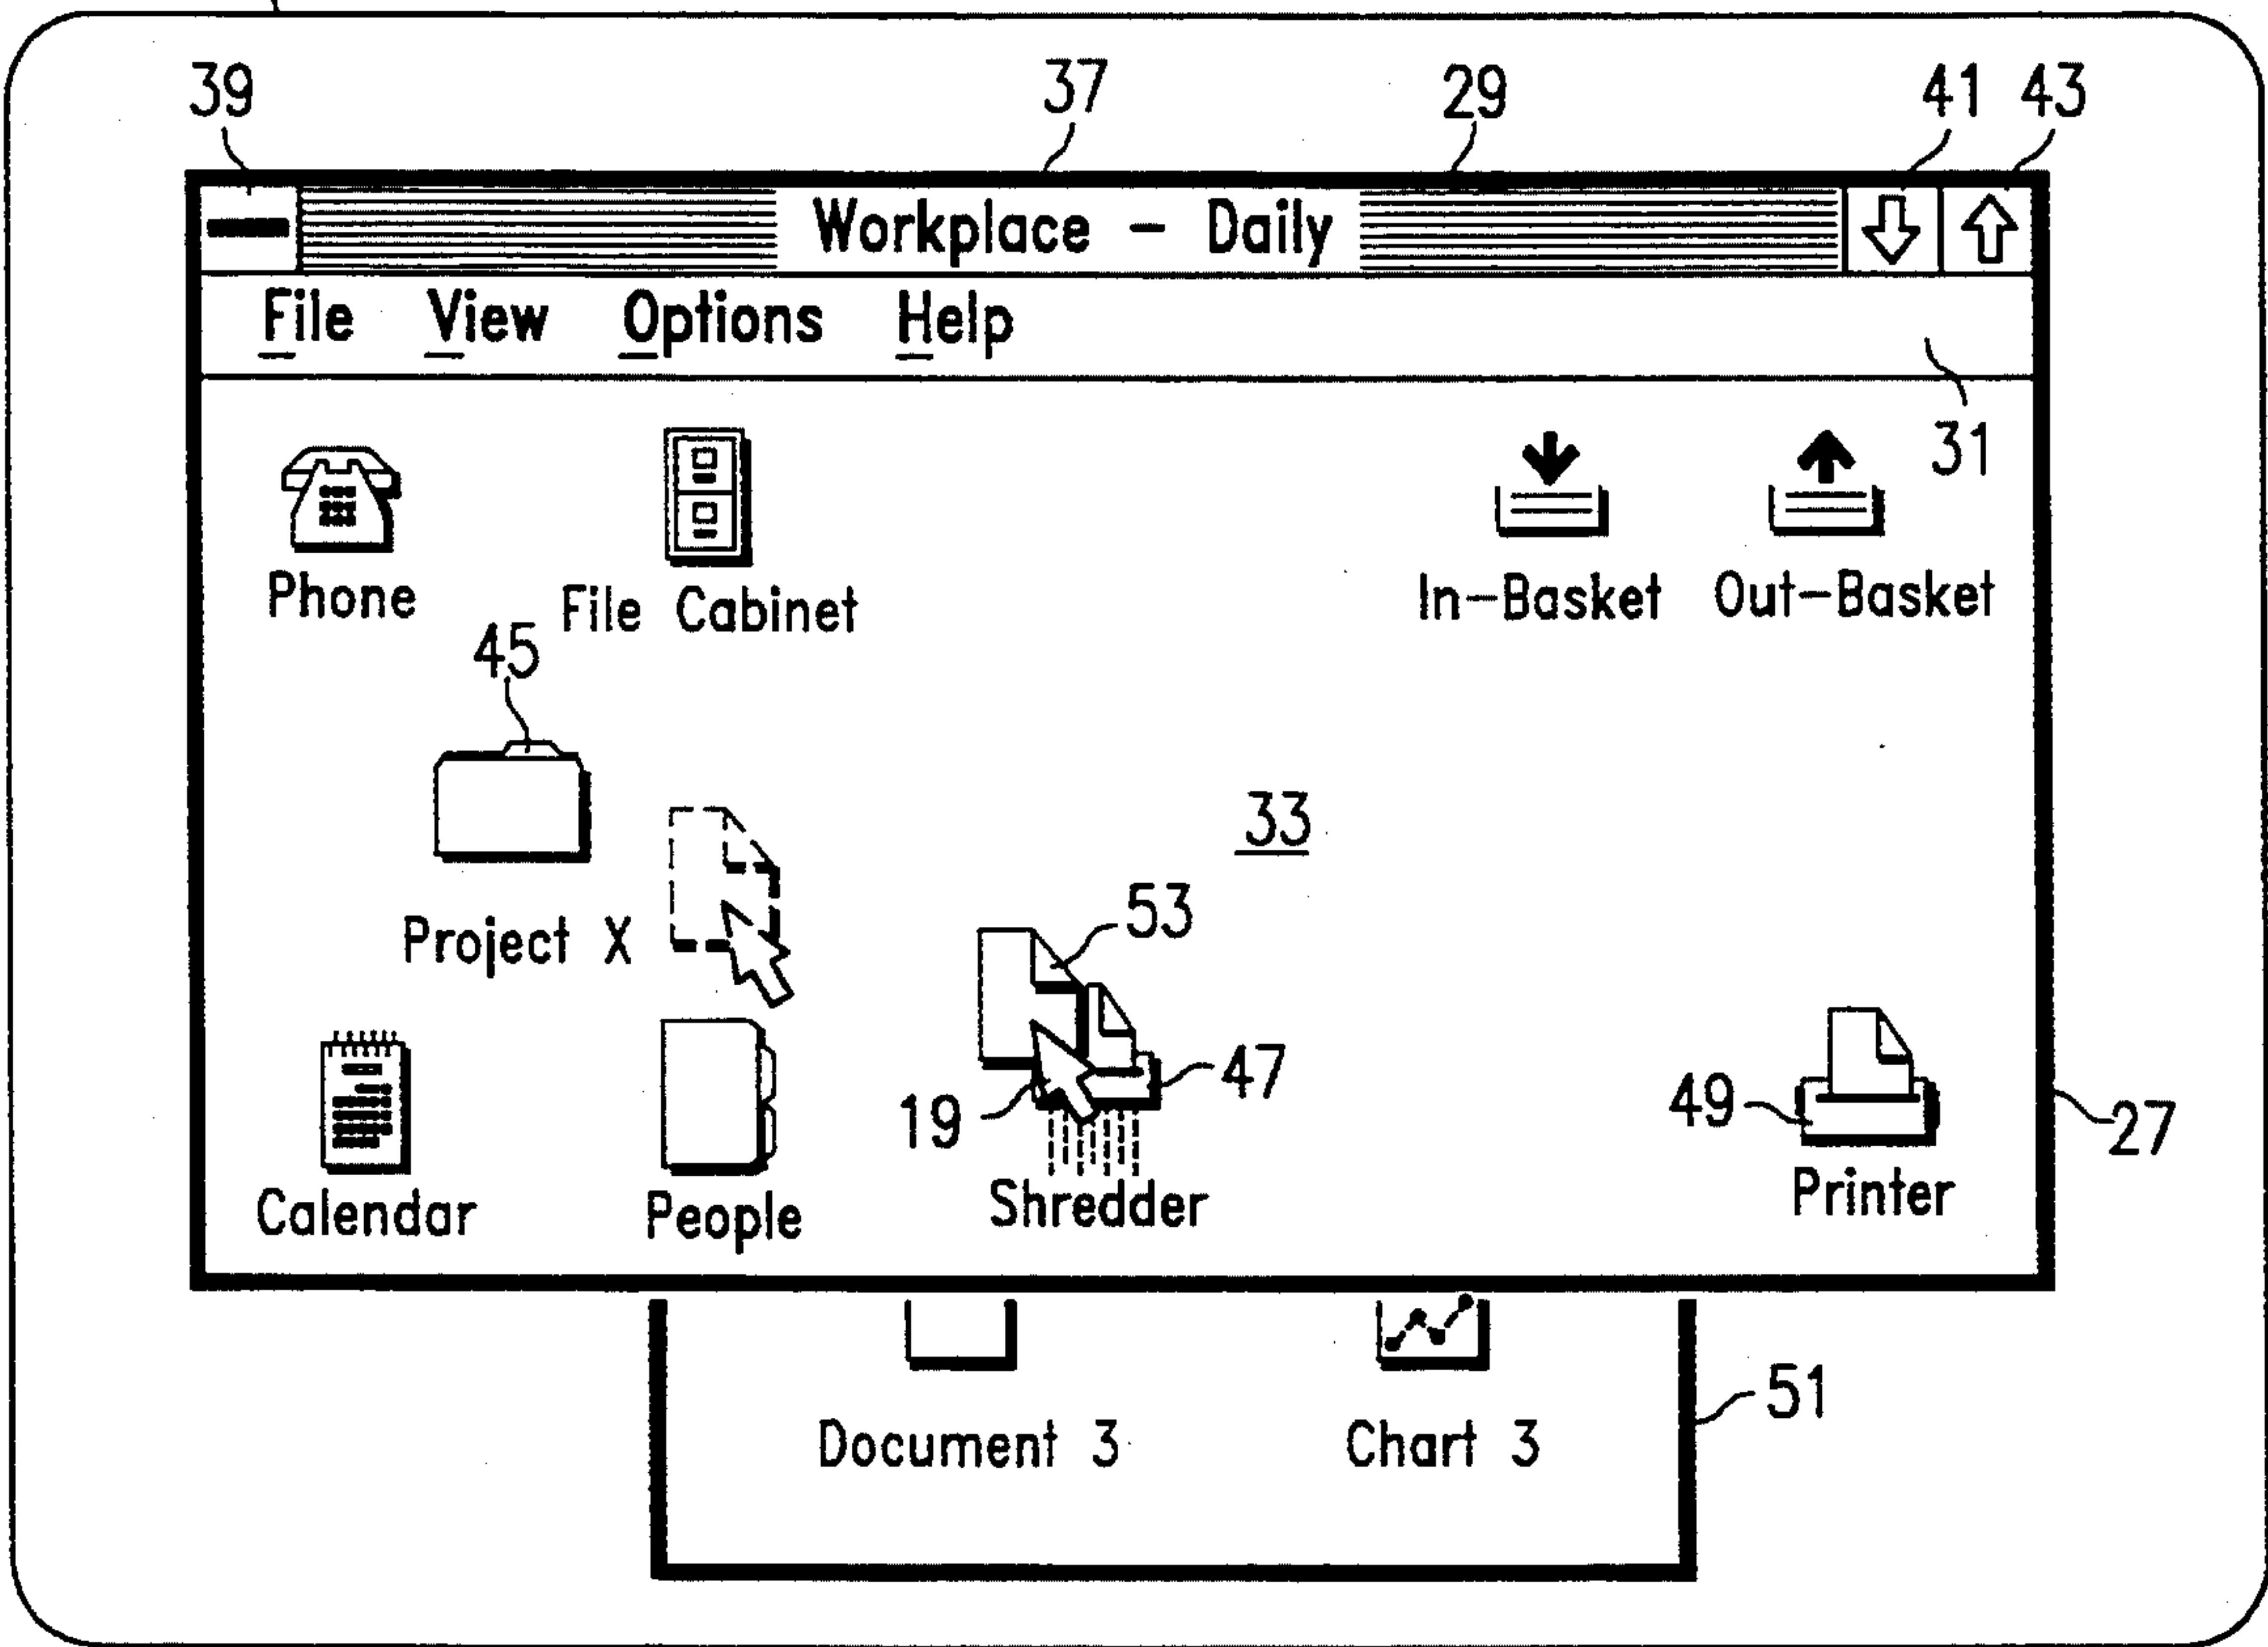 39 37 29 41 43
Workplace - Daily
File View Options Help
31
Phone File Cabinet In-Basket Out-Basket
45
33
53
Project X
19 47 49 27
Calendar People Shredder Printer
51
Document 3 Chart 3